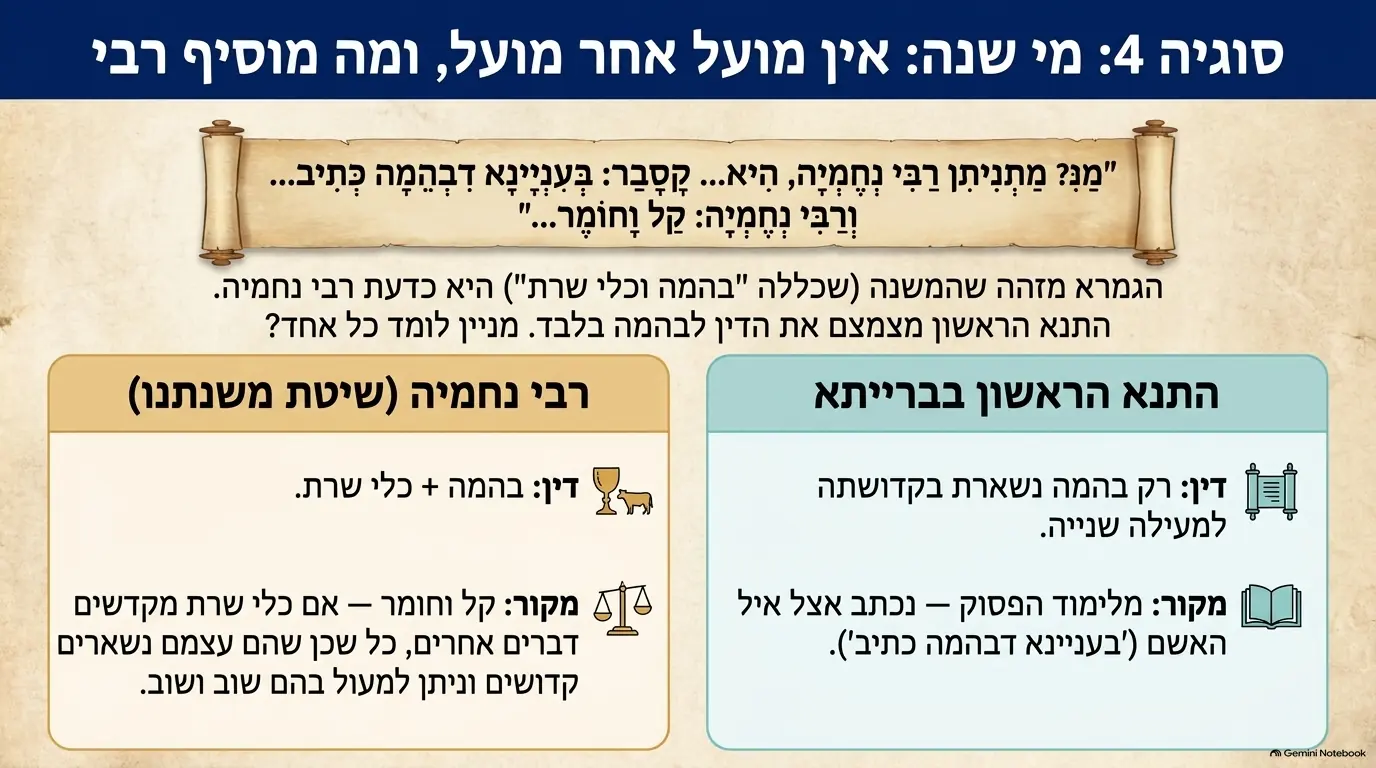 סוגיה 4: מי שנה: אין מועל אחר מועל, ומה מוסיף רבי
"מַנִּ? מַתְנִיתִן רַבִּי נְחֶמְיָה, הִיא... קָסָבַר: בְּעִנְיָינָא דִבְהֵמָה כְּתִיב...
וְרַבִּי נְחֶמְיָה: קַל וָחוֹמֶר..."
הגמרא מזהה שהמשנה (שכללה "בהמה וכלי שרת") היא כדעת רבי נחמיה.
התנא הראשון מצמצם את הדין לבהמה בלבד. מניין לומד כל אחד?
התנא הראשון בברייתא
דין: רק בהמה נשארת בקדושתה
למעילה שנייה.
מקור: מלימוד הפסוק – נכתב אצל איל
האשם ('בעניינא דבהמה כתיב').
רבי נחמיה (שיטת משנתנו)
דין: בהמה + כלי שרת.
מקור: קל וחומר – אם כלי שרת מקדשים
דברים אחרים, כל שכן שהם עצמם נשארים
קדושים וניתן למעול בהם שוב ושוב.
Gemini Notebook